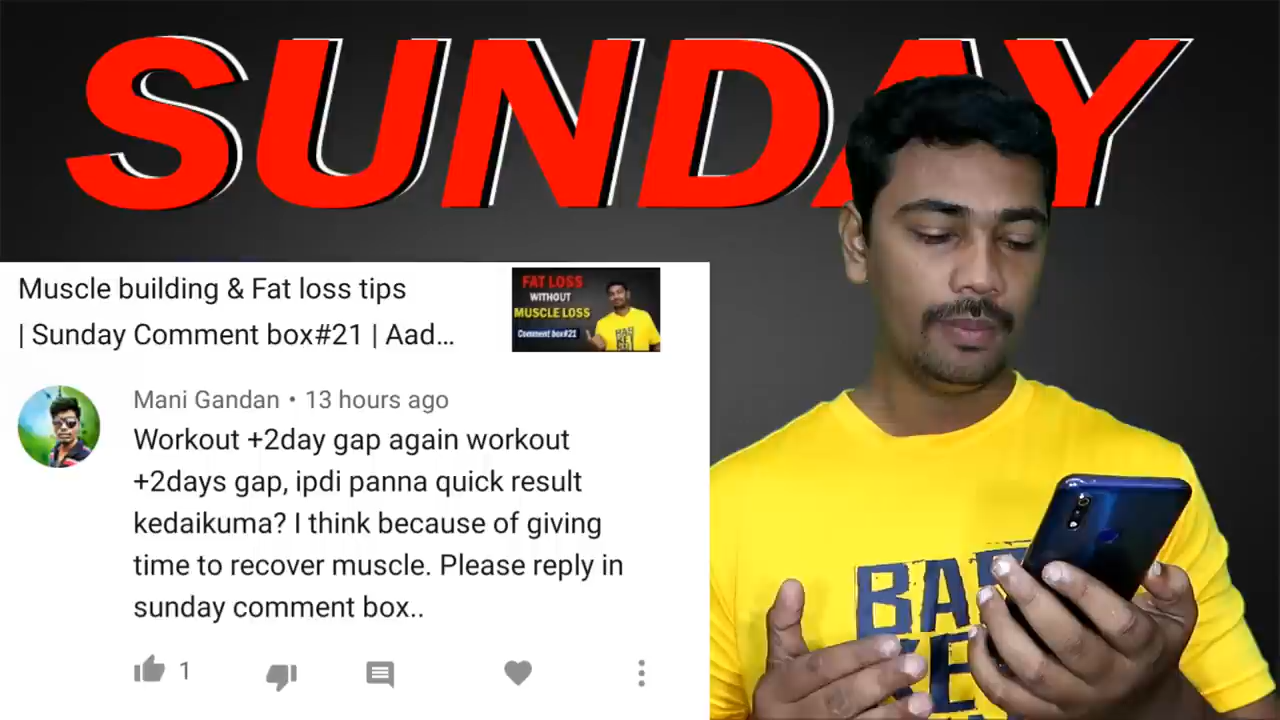 SUNDAY
Muscle building & Fat loss tips
| Sunday Comment box#21 | Aad...
FAT LOSS
WITHOUT
MUSCLE LOSS
Comment box#21
Mani Gandan • 13 hours ago
Workout +2day gap again workout
+2days gap, ipdi panna quick result
kedaikuma? I think because of giving
time to recover muscle. Please reply in
sunday comment box..
1